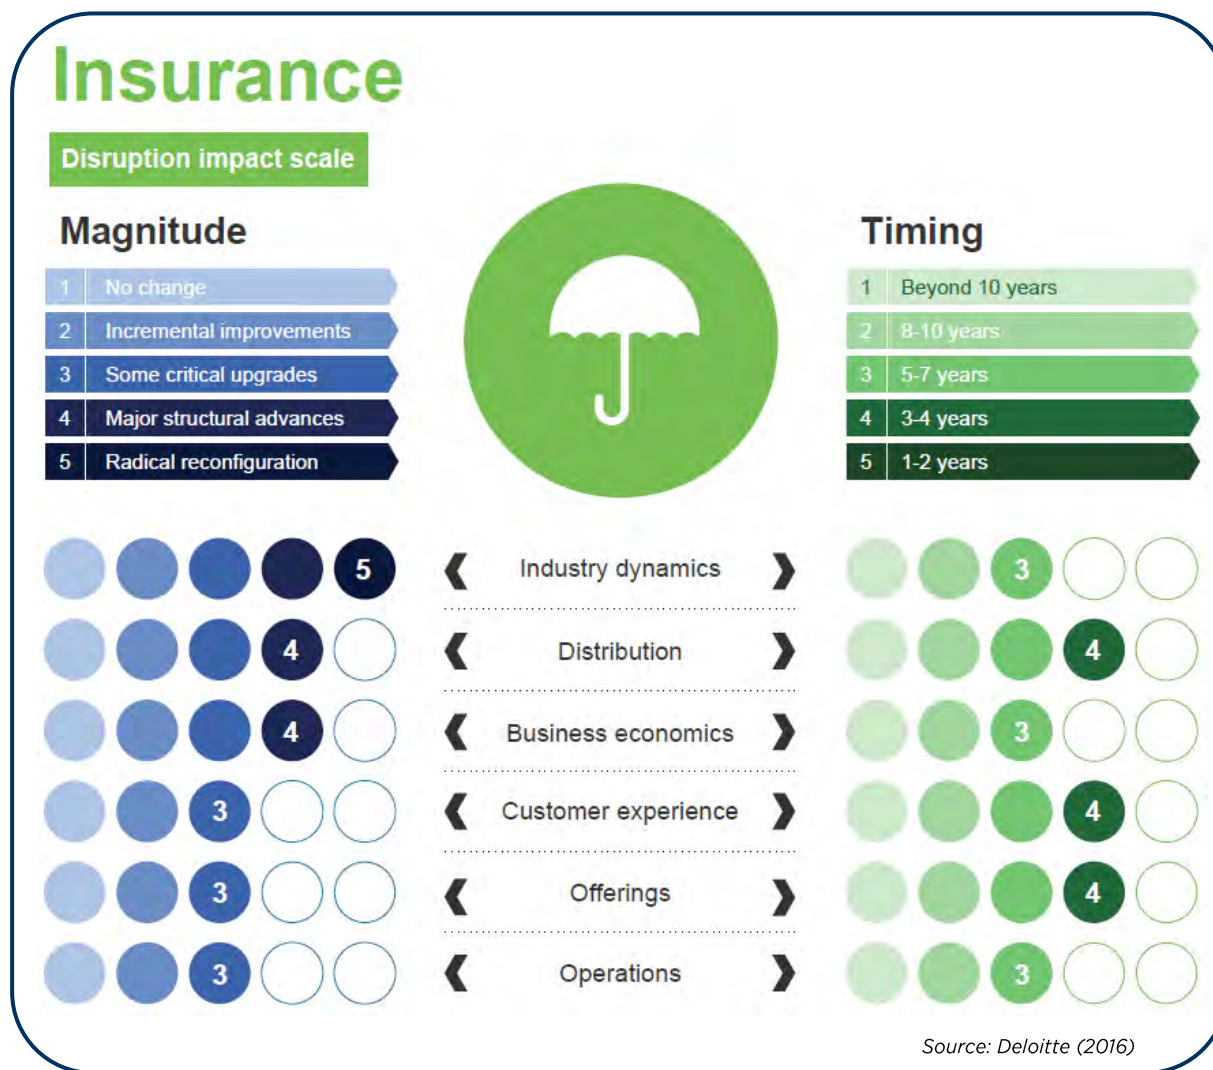 Insurance
Disruption impact scale
Magnitude
1 No change
2 Incremental improvements
3 Some critical upgrades
4 Major structural advances
5 Radical reconfiguration
Timing
1 Beyond 10 years
2 8-10 years
3 5-7 years
4 3-4 years
5 1-2 years
5 Industry dynamics 3
4 Distribution 4
4 Business economics 3
3 Customer experience 4
3 Offerings 4
3 Operations 3
Source: Deloitte (2016)